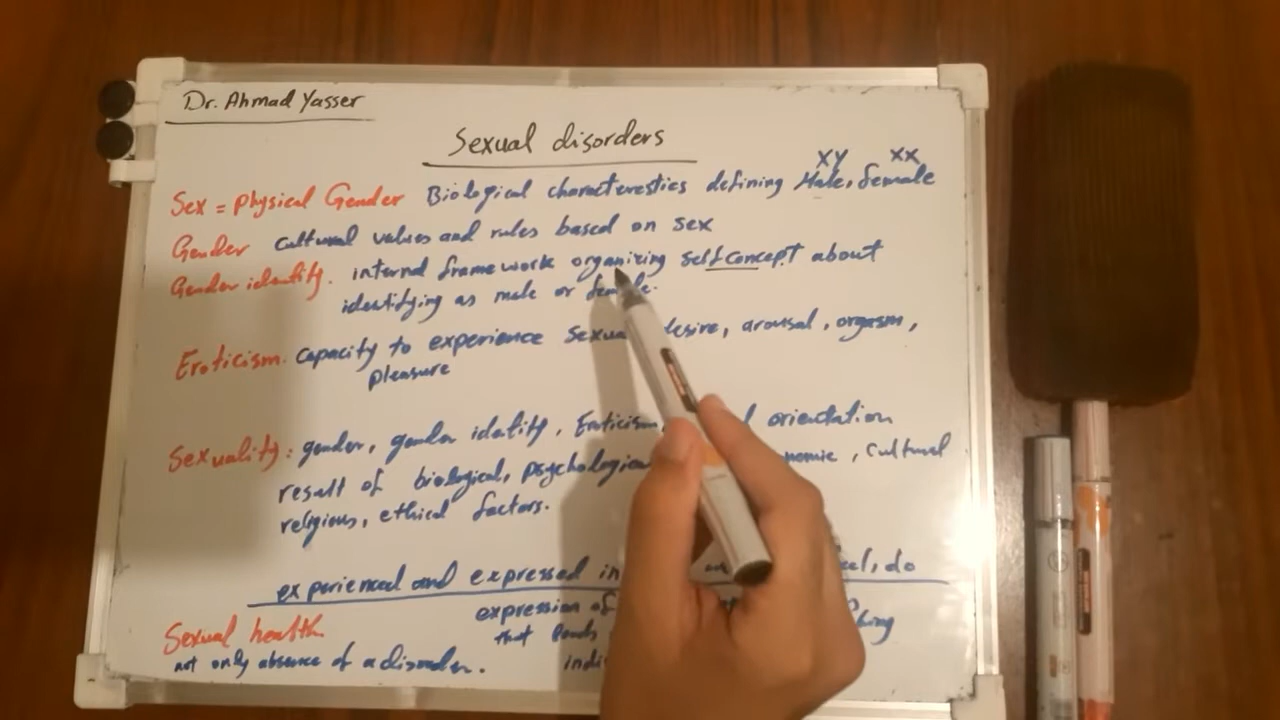 Dr. Ahmad Yasser
Sexual disorders
XY XX
Sex = physical Gender Biological characteresties defining Male, female
Gender cultural values and rules based on sex
Gender identity. internal framework organizing self concept about
identifying as male or female.
Eroticism. capacity to experience sexual desire, arousal, orgasm,
pleasure
Sexuality: gender, gender idetity, Eroticism, orientation
result of biological, psychological cultural
religious, ethical factors.
experienced and expressed in do
Sexual health expression of
not only absence of a disorder. that